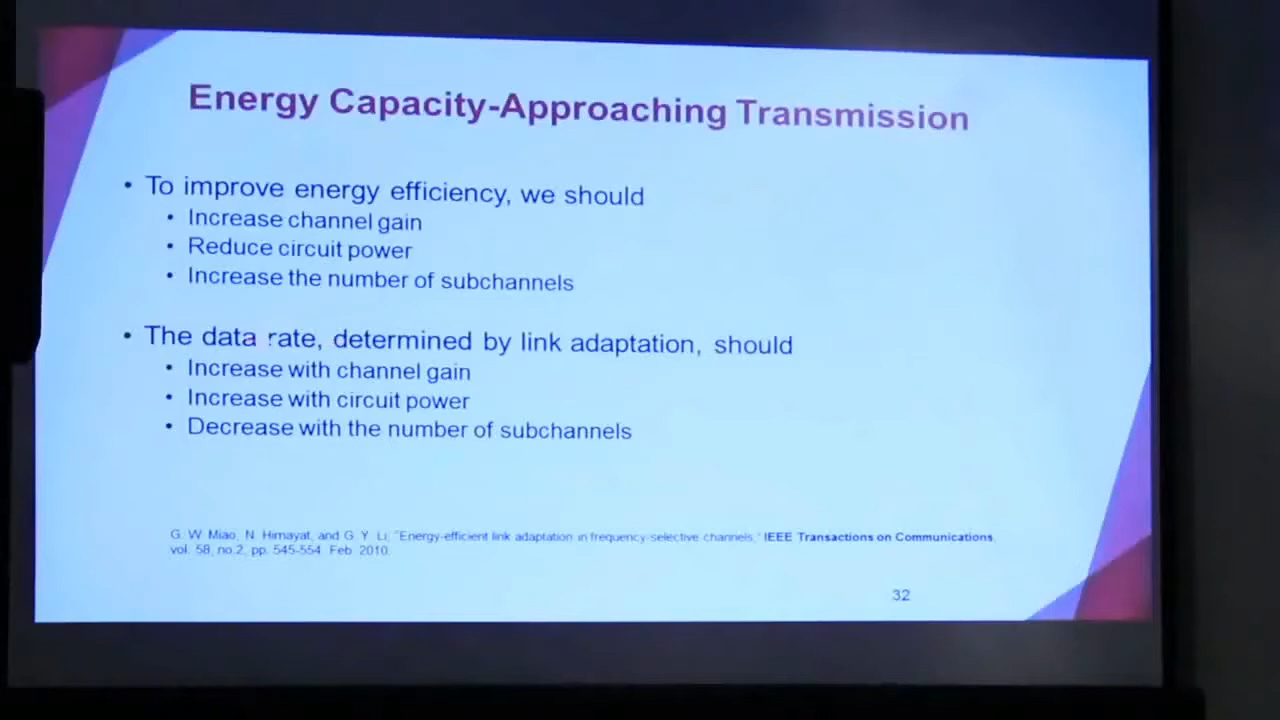 Energy Capacity-Approaching Transmission
• To improve energy efficiency, we should
• Increase channel gain
• Reduce circuit power
• Increase the number of subchannels
• The data rate, determined by link adaptation, should
• Increase with channel gain
• Increase with circuit power
• Decrease with the number of subchannels
G. W. Miao, N. Himayat, and G. Y. Li, "Energy-efficient link adaptation in frequency-selective channels," IEEE Transactions on Communications,
vol. 58, no.2, pp. 545-554. Feb. 2010.
32